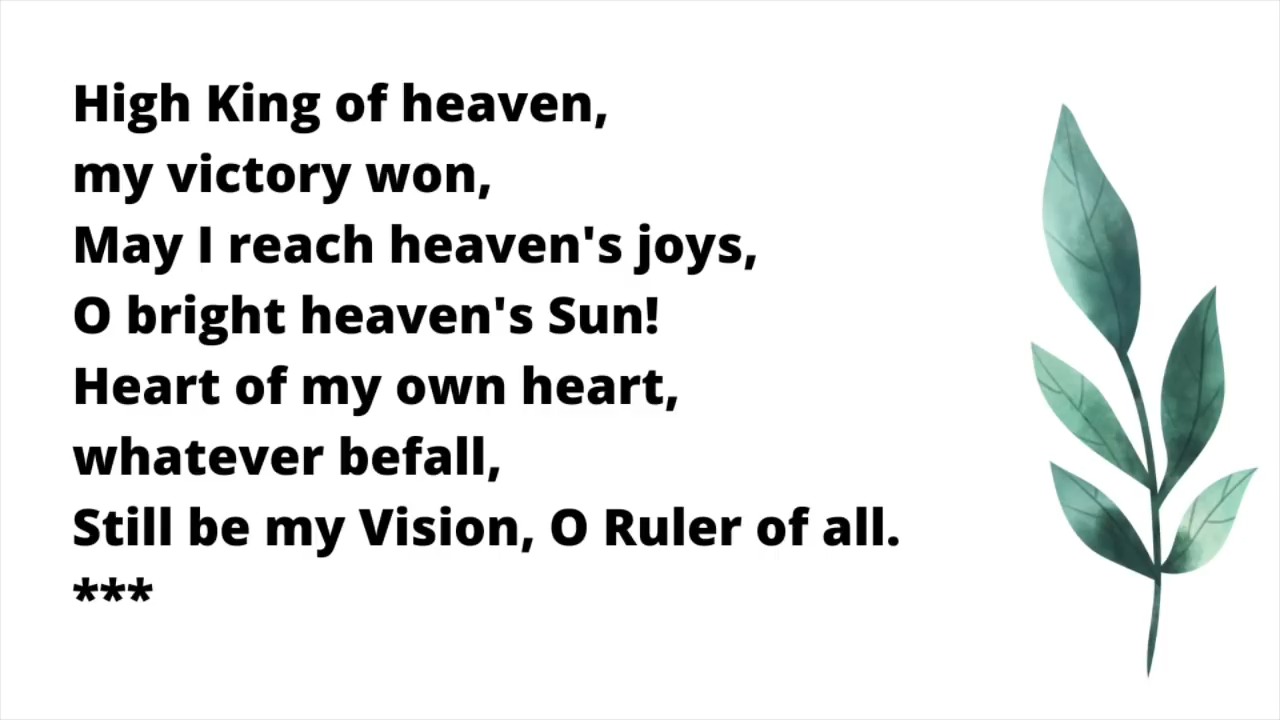 High King of heaven,
my victory won,
May I reach heaven's joys,
O bright heaven's Sun!
Heart of my own heart,
whatever befall,
Still be my Vision, O Ruler of all.
***